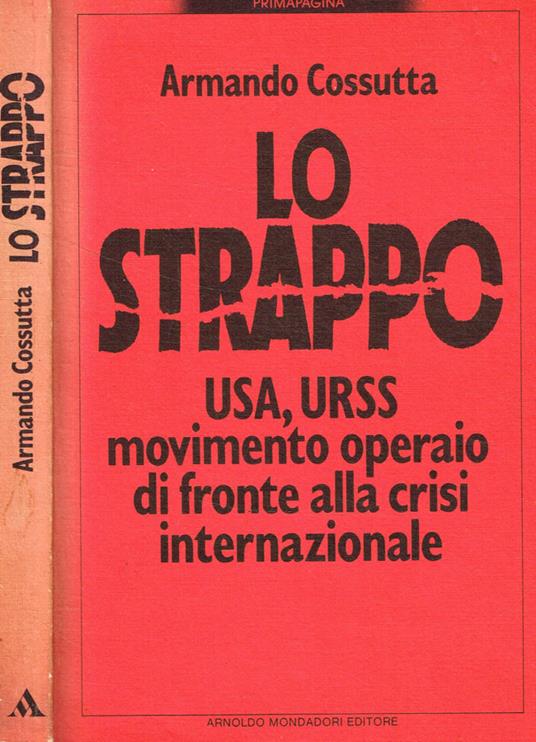 PRIMAPAGINA
Armando Cossutta
LO
STRAPPO
USA, URSS
movimento operaio
di fronte alla crisi
internazionale
ARNOLDO MONDADORI EDITORE
Armando Cossutta LO STRAPPO